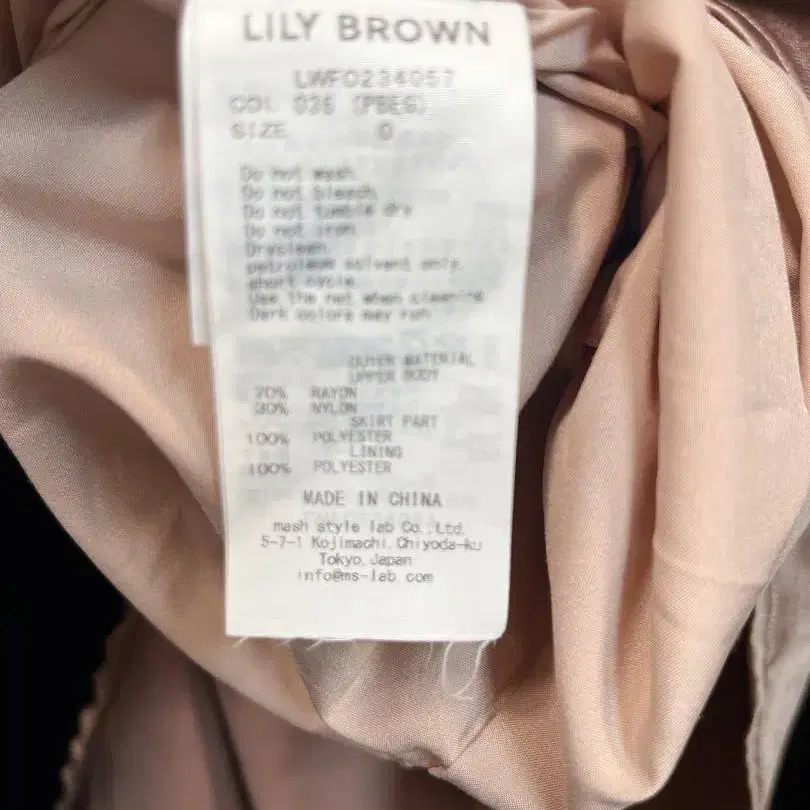 LILY BROWN
LWFO234057
COL 036 (PBEG)
SIZE 0
Do not wash
Do not bleach
Do not tumble dry
Do not iron
Dryclean
petroleum solvent only.
short cycle.
Use the net when cleaning
Dark colors may run
OUTER MATERIAL
UPPER BODY
70% RAYON
30% NYLON
SKIRT PART
100% POLYESTER
LINING
100% POLYESTER
MADE IN CHINA
mash style lab Co.,Ltd.
5-7-1 Kojimachi,Chiyoda-ku
Tokyo,Japan
info@ms-lab.com